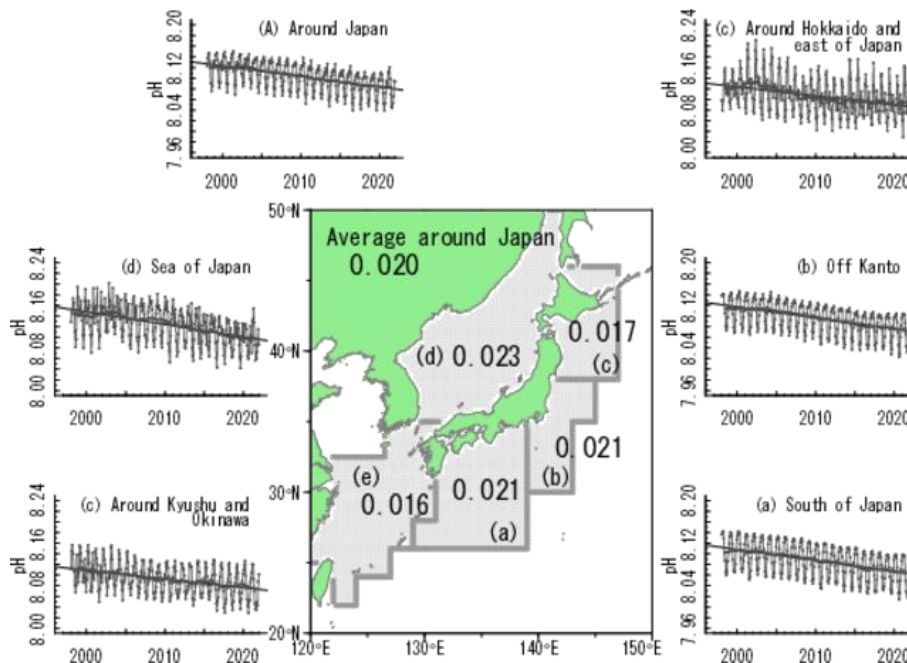 (A) Around Japan
8.20
8.12
8.04
7.96
pH
2000 2010 2020
(c) Around Hokkaido and
east of Japan
8.16
8.08
8.00
pH
2000 2010 2020
(d) Sea of Japan
8.24
8.16
8.08
8.00
pH
2000 2010 2020
50°N
40°N
30°N
20°N
120°E 130°E 140°E 150°E
Average around Japan
0.020
(d) 0.023
0.017
(c)
0.021
(b)
(e)
0.016
0.021
(a)
(b) Off Kanto
8.20
8.12
8.04
7.96
pH
2000 2010 2020
(c) Around Kyushu and
Okinawa
8.24
8.16
8.08
8.00
pH
2000 2010 2020
(a) South of Japan
8.20
8.12
8.04
7.96
pH
2000 2010 2020